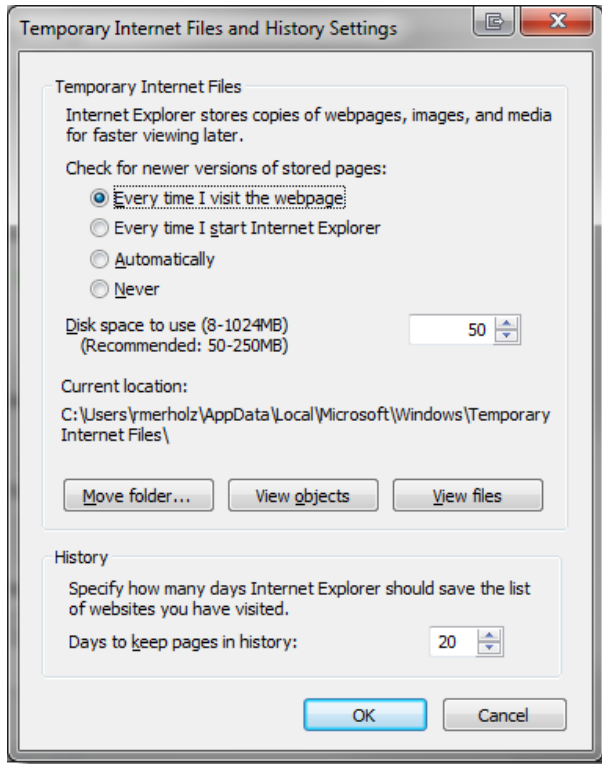 Temporary Internet Files and History Settings
Temporary Internet Files
Internet Explorer stores copies of webpages, images, and media
for faster viewing later.
Check for newer versions of stored pages:
Every time I visit the webpage
Every time I start Internet Explorer
Automatically
Never
Disk space to use (8-1024MB)
(Recommended: 50-250MB)
50
Current location:
C:\Users\rmerholz\AppData\Local\Microsoft\Windows\Temporary
Internet Files\
Move folder... View objects View files
History
Specify how many days Internet Explorer should save the list
of websites you have visited.
Days to keep pages in history: 20
OK Cancel